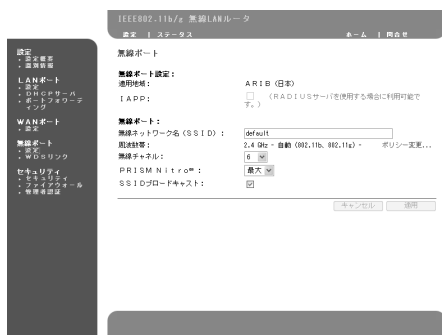 IEEE802.11b/g 無線LANルータ
設定 | ステータス
ホーム | 問合せ
設定
・設定概要
・識別情報
LANポート
・設定
・DHCPサーバ
・ポートフォワーディング
WANポート
・設定
無線ポート
・設定
・WDSリンク
セキュリティ
・セキュリティ
・ファイアウォール
・管理者認証
無線ポート
無線ポート設定：
適用地域： ARIB (日本)
IAPP： (RADIUSサーバを使用する場合に利用可能で
す。)
無線ポート：
無線ネットワーク名 (SSID)： default
周波数帯： 2.4 GHz - 自動 (802.11b、802.11g) - ポリシー変更...
無線チャネル： 6
PRISM Nitro™： 最大
SSIDブロードキャスト：
キャンセル 適用